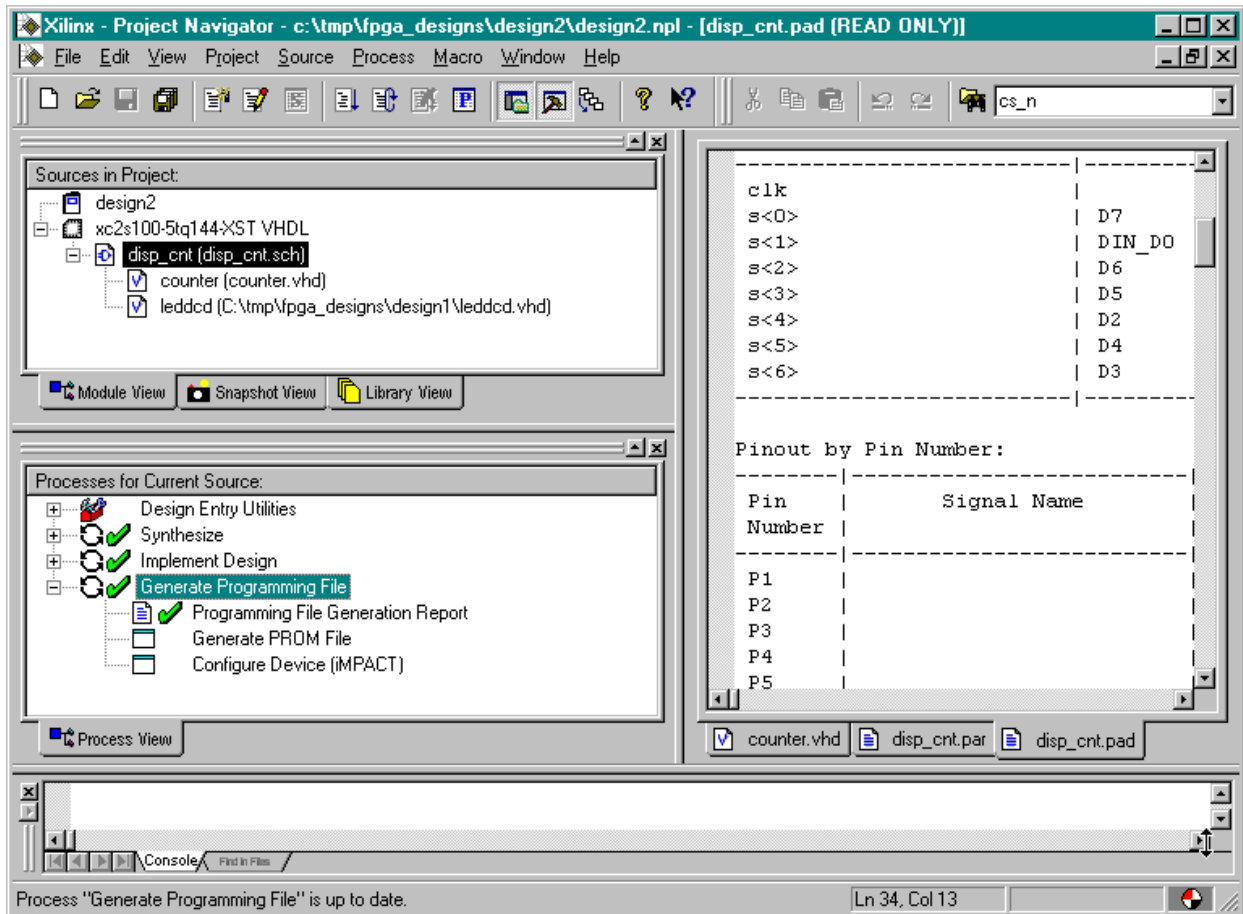 Xilinx - Project Navigator - c:\tmp\fpga_designs\design2\design2.npl - [disp_cnt.pad (READ ONLY)]
File Edit View Project Source Process Macro Window Help
cs_n
Sources in Project:
design2
xc2s100-5tq144-XST VHDL
disp_cnt (disp_cnt.sch)
counter (counter.vhd)
leddcd (C:\tmp\fpga_designs\design1\leddcd.vhd)
Module View Snapshot View Library View
Processes for Current Source:
Design Entry Utilities
Synthesize
Implement Design
Generate Programming File
Programming File Generation Report
Generate PROM File
Configure Device (iMPACT)
Process View
--------------------------|---------
clk |
s<0> | D7
s<1> | DIN_D0
s<2> | D6
s<3> | D5
s<4> | D2
s<5> | D4
s<6> | D3
--------------------------|---------
Pinout by Pin Number:
--------|--------------------------|
Pin | Signal Name |
Number | |
--------|--------------------------|
P1 | |
P2 | |
P3 | |
P4 | |
P5 | |
counter.vhd disp_cnt.par disp_cnt.pad
Console Find in Files
Process "Generate Programming File" is up to date. Ln 34, Col 13